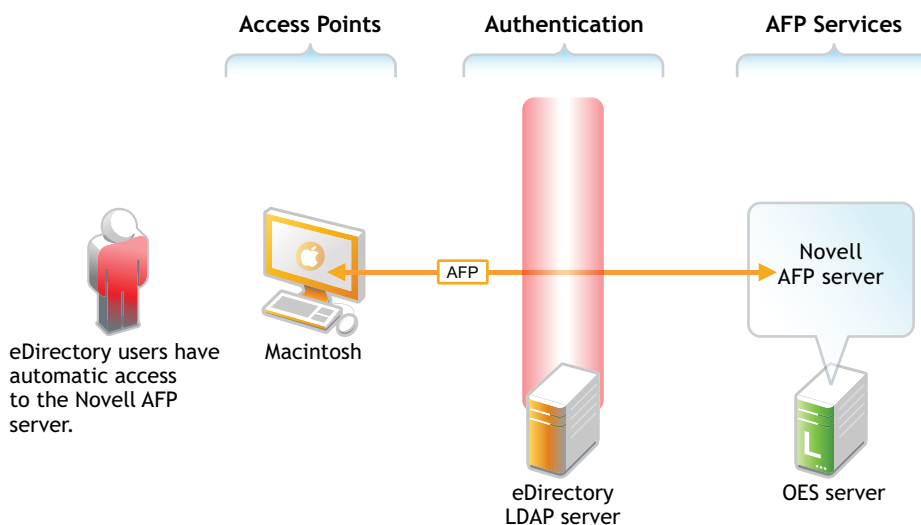 Access Points
Authentication
AFP Services
AFP
Novell
AFP server
eDirectory users have
automatic access
to the Novell AFP
server.
Macintosh
eDirectory
LDAP server
L
OES server